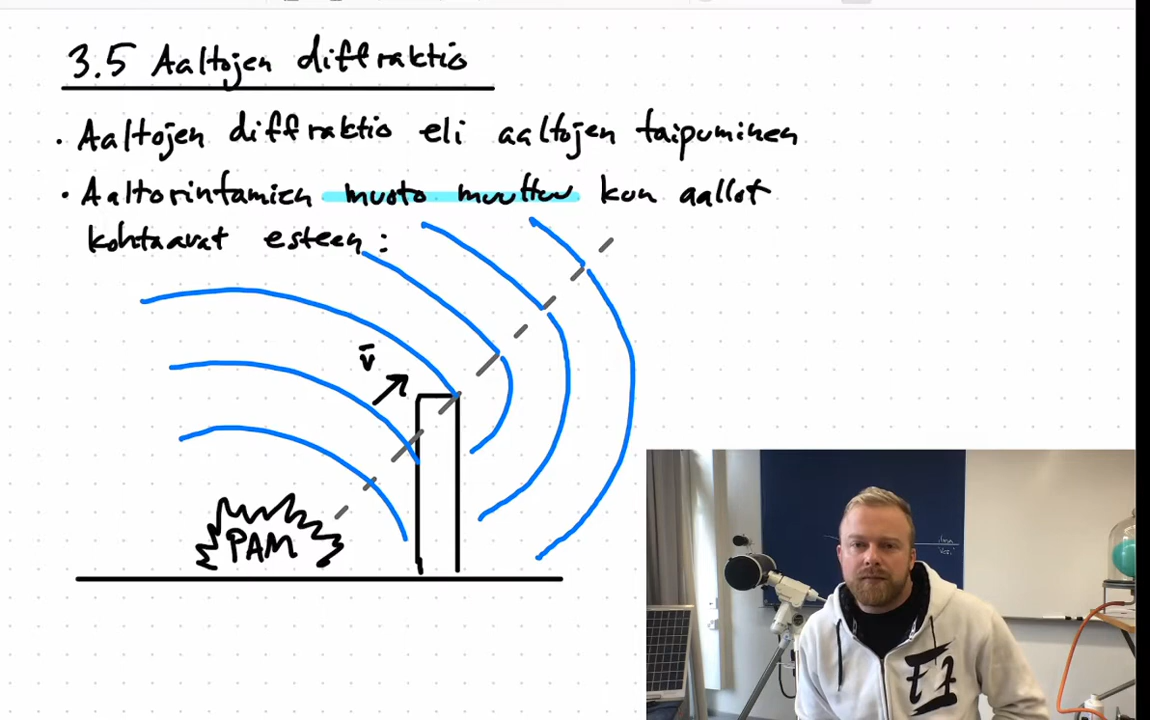 3.5 Aaltojen diffraktio
• Aaltojen diffraktio eli aaltojen taipuminen
• Aaltorintamien muoto muuttuu kun aallot
kohtaavat esteen:
v̄
PAM